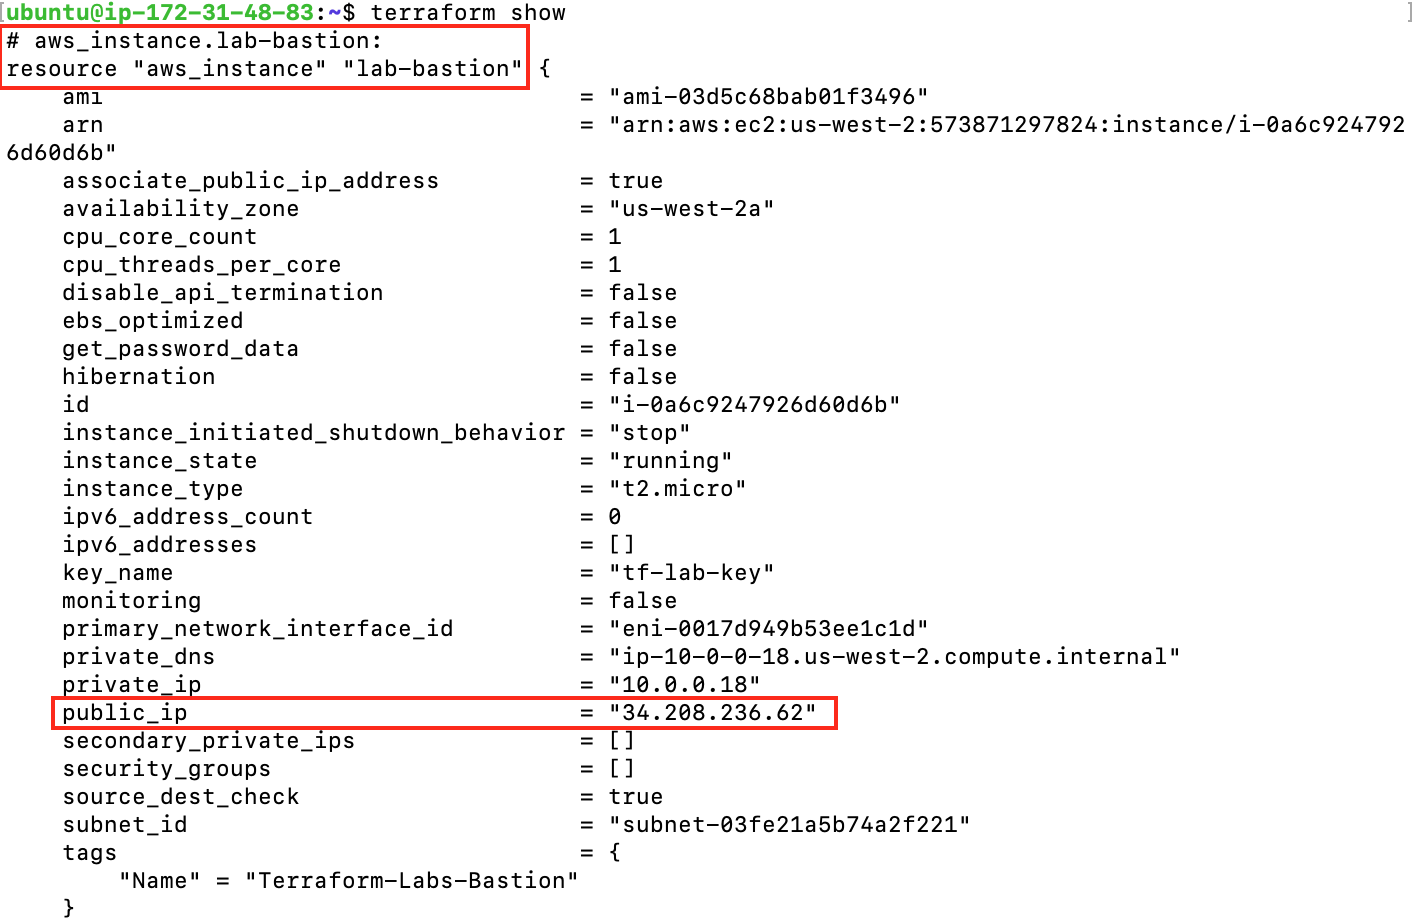 [ubuntu@ip-172-31-48-83:~$ terraform show ]
# aws_instance.lab-bastion:
resource "aws_instance" "lab-bastion" {
    ami                                  = "ami-03d5c68bab01f3496"
    arn                                  = "arn:aws:ec2:us-west-2:573871297824:instance/i-0a6c924792
6d60d6b"
    associate_public_ip_address          = true
    availability_zone                    = "us-west-2a"
    cpu_core_count                       = 1
    cpu_threads_per_core                 = 1
    disable_api_termination              = false
    ebs_optimized                        = false
    get_password_data                    = false
    hibernation                          = false
    id                                   = "i-0a6c9247926d60d6b"
    instance_initiated_shutdown_behavior = "stop"
    instance_state                       = "running"
    instance_type                        = "t2.micro"
    ipv6_address_count                   = 0
    ipv6_addresses                       = []
    key_name                             = "tf-lab-key"
    monitoring                           = false
    primary_network_interface_id         = "eni-0017d949b53ee1c1d"
    private_dns                          = "ip-10-0-0-18.us-west-2.compute.internal"
    private_ip                           = "10.0.0.18"
    public_ip                            = "34.208.236.62"
    secondary_private_ips                = []
    security_groups                      = []
    source_dest_check                    = true
    subnet_id                            = "subnet-03fe21a5b74a2f221"
    tags                                 = {
        "Name" = "Terraform-Labs-Bastion"
    }